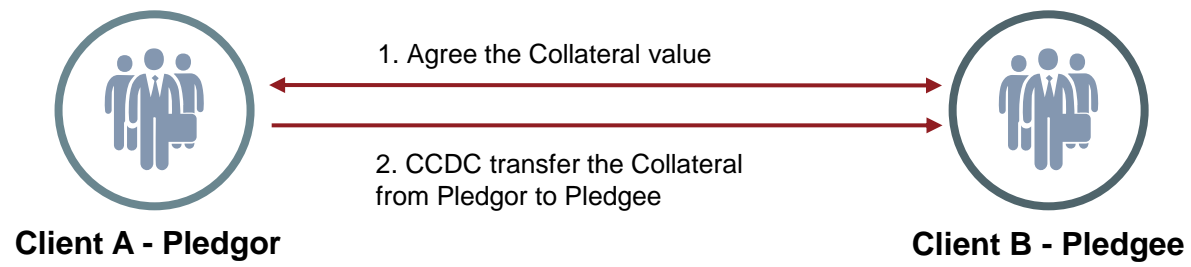 1. Agree the Collateral value
2. CCDC transfer the Collateral
from Pledgor to Pledgee
Client A - Pledgor
Client B - Pledgee